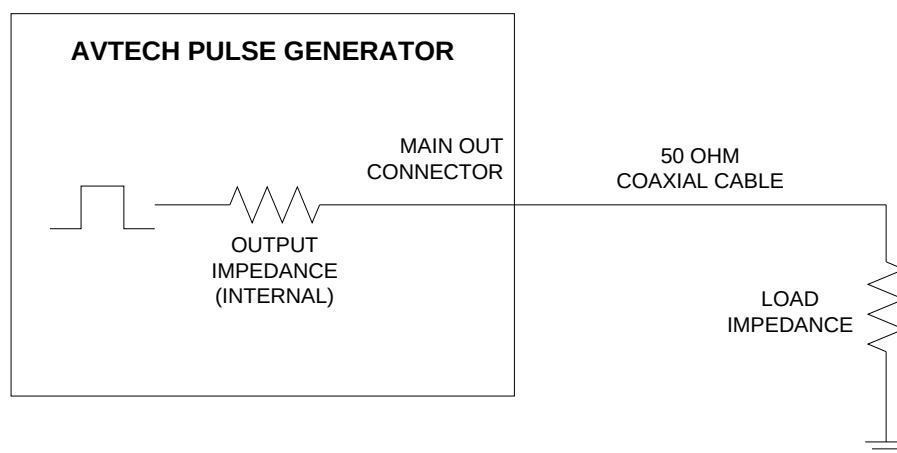 AVTECH PULSE GENERATOR
MAIN OUT
CONNECTOR
50 OHM
COAXIAL CABLE
OUTPUT
IMPEDANCE
(INTERNAL)
LOAD
IMPEDANCE